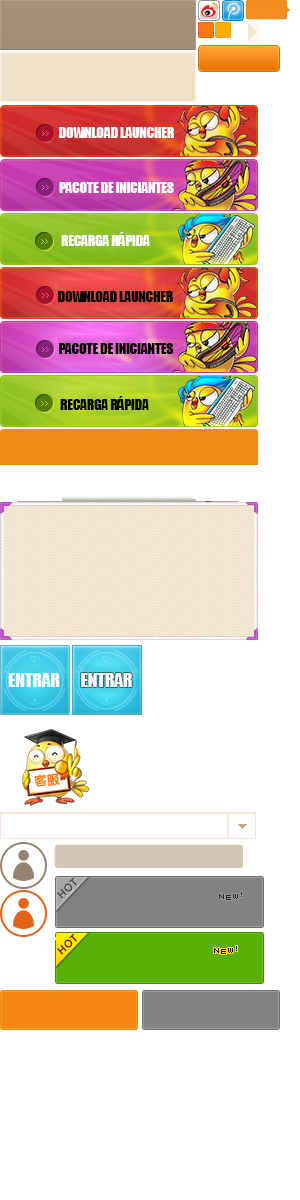 DOWNLOAD LAUNCHER
PACOTE DE INICIANTES
RECARGA RÁPIDA
DOWNLOAD LAUNCHER
PACOTE DE INICIANTES
RECARGA RÁPIDA
ENTRAR ENTRAR
客服
HOT NEW!
HOT NEW!